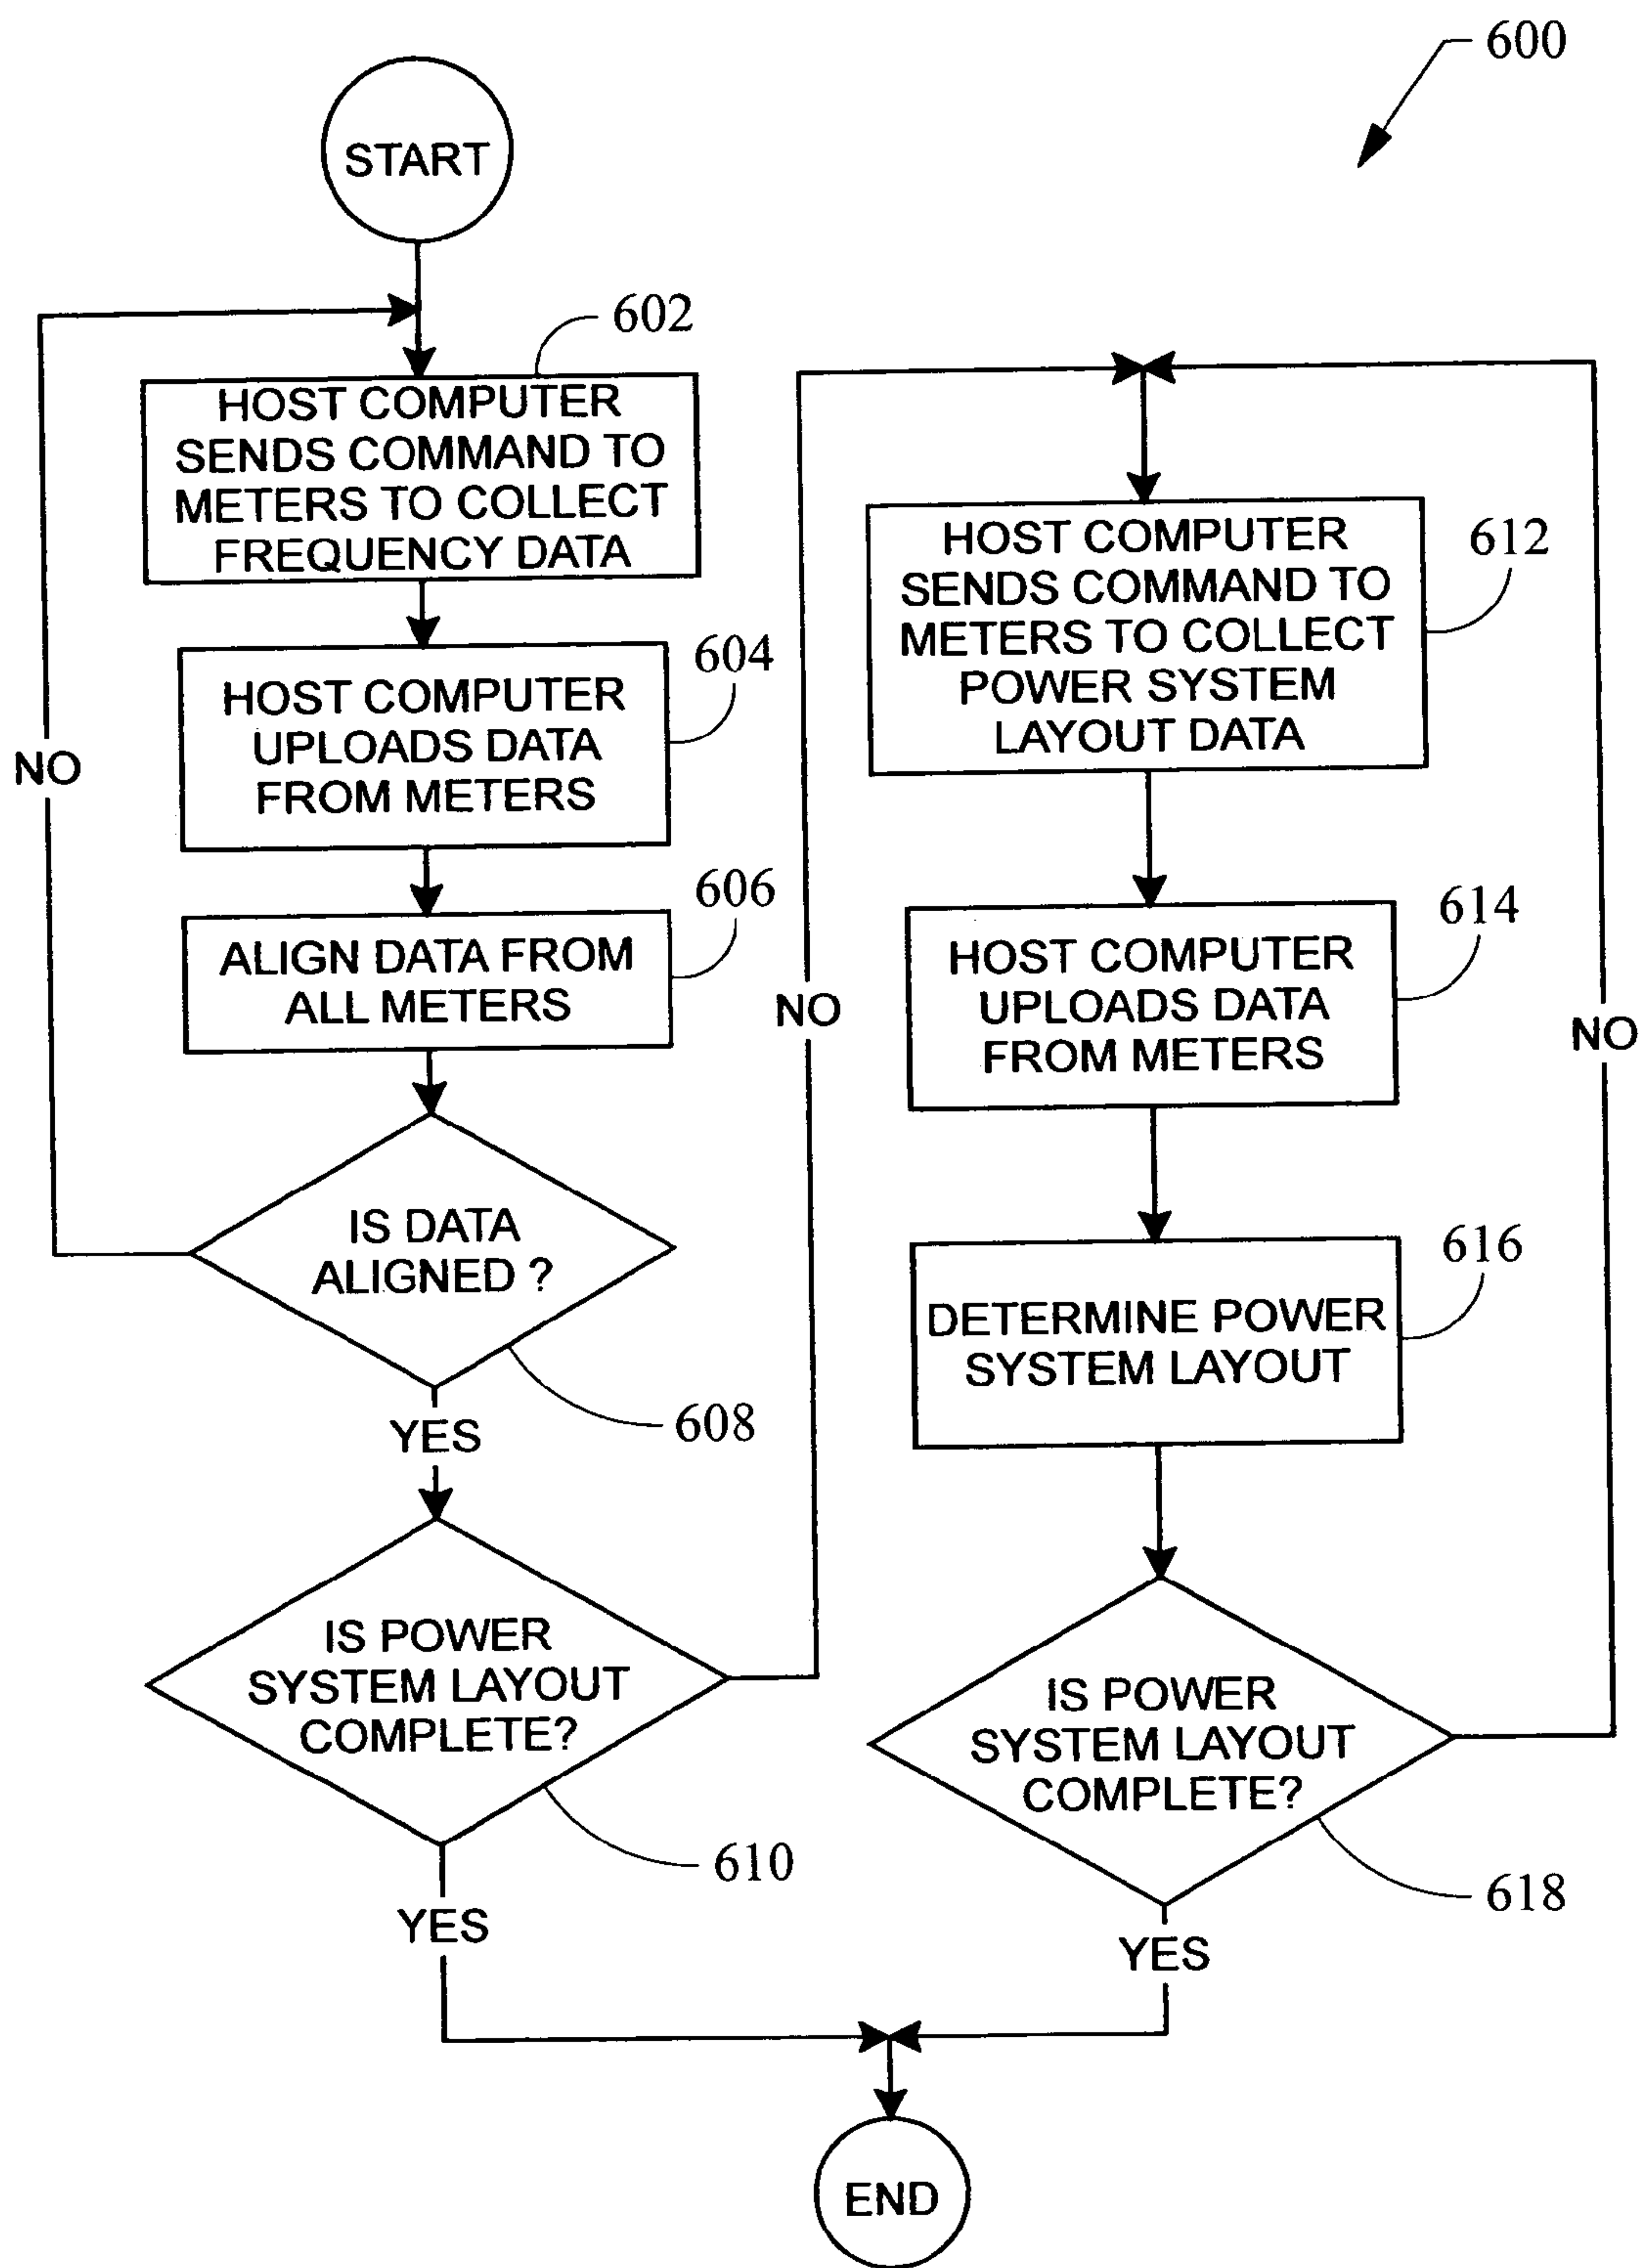 600
START
602
HOST COMPUTER
SENDS COMMAND TO
METERS TO COLLECT
FREQUENCY DATA
604
HOST COMPUTER
UPLOADS DATA
FROM METERS
NO
606
ALIGN DATA FROM
ALL METERS
IS DATA
ALIGNED ?
608
YES
IS POWER
SYSTEM LAYOUT
COMPLETE?
610
YES
NO
612
HOST COMPUTER
SENDS COMMAND TO
METERS TO COLLECT
POWER SYSTEM
LAYOUT DATA
614
HOST COMPUTER
UPLOADS DATA
FROM METERS
NO
616
DETERMINE POWER
SYSTEM LAYOUT
IS POWER
SYSTEM LAYOUT
COMPLETE?
618
YES
END